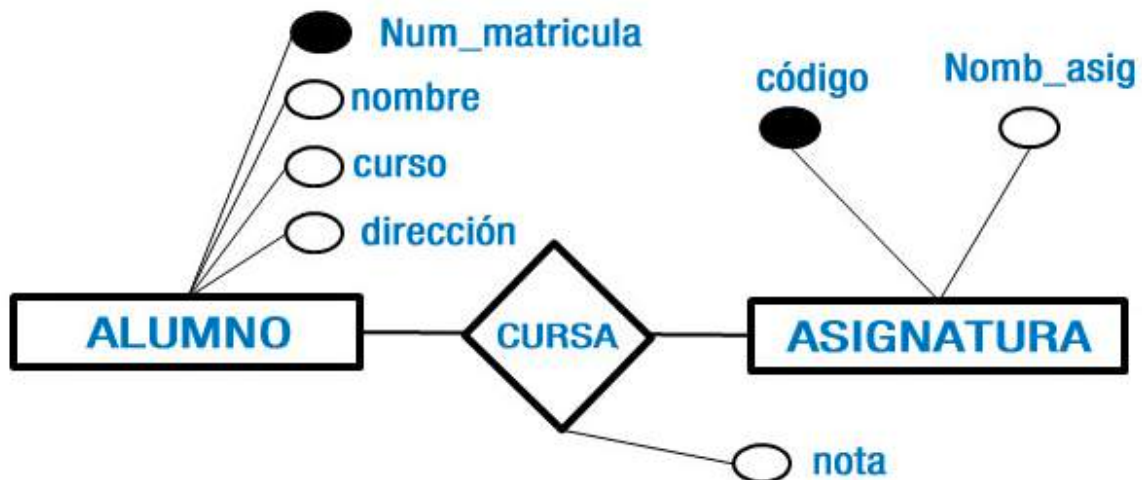 Num_matricula
nombre
curso
dirección
código
Nomb_asig
ALUMNO
CURSA
ASIGNATURA
nota